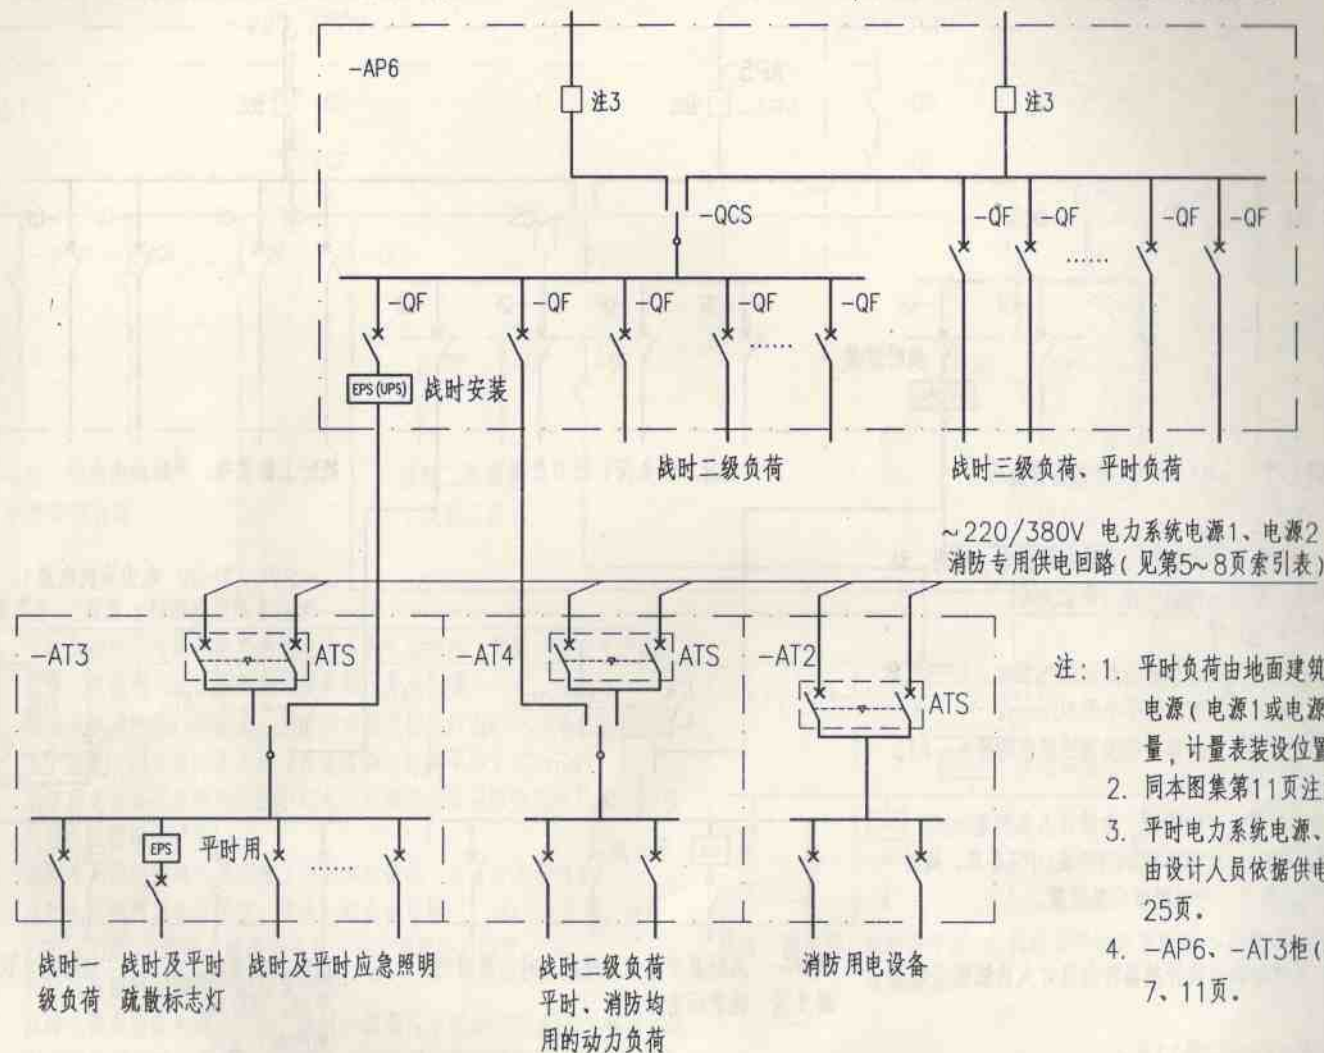 -AP6
注3
注3
-QCS
-QF
-QF
-QF
-QF
-QF
-QF
-QF
-QF
-QF
EPS(UPS) 战时安装
战时二级负荷
战时三级负荷、平时负荷
~220/380V 电力系统电源1、电源2
消防专用供电回路(见第5~8页索引表)
-AT3
ATS
-AT4
ATS
-AT2
ATS
EPS 平时用
战时一
级负荷
战时及平时
疏散标志灯
战时及平时应急照明
战时二级负荷
平时、消防均
用的动力负荷
消防用电设备
注: 1. 平时负荷由地面建筑
电源(电源1或电源
量, 计量表装设位置
2. 同本图集第11页注
3. 平时电力系统电源、
由设计人员依据供电
25页.
4. -AP6、-AT3柜(
7、11页.